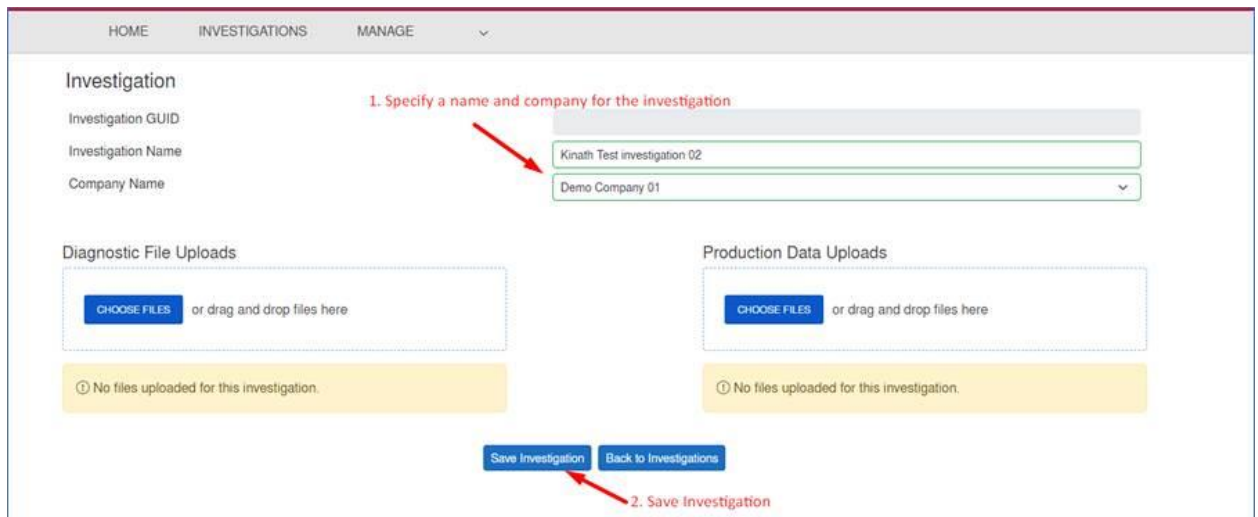 HOME INVESTIGATIONS MANAGE
Investigation
1. Specify a name and company for the investigation
Investigation GUID
Investigation Name Kinath Test investigation 02
Company Name Demo Company 01
Diagnostic File Uploads Production Data Uploads
CHOOSE FILES or drag and drop files here CHOOSE FILES or drag and drop files here
No files uploaded for this investigation. No files uploaded for this investigation.
Save Investigation Back to Investigations
2. Save Investigation